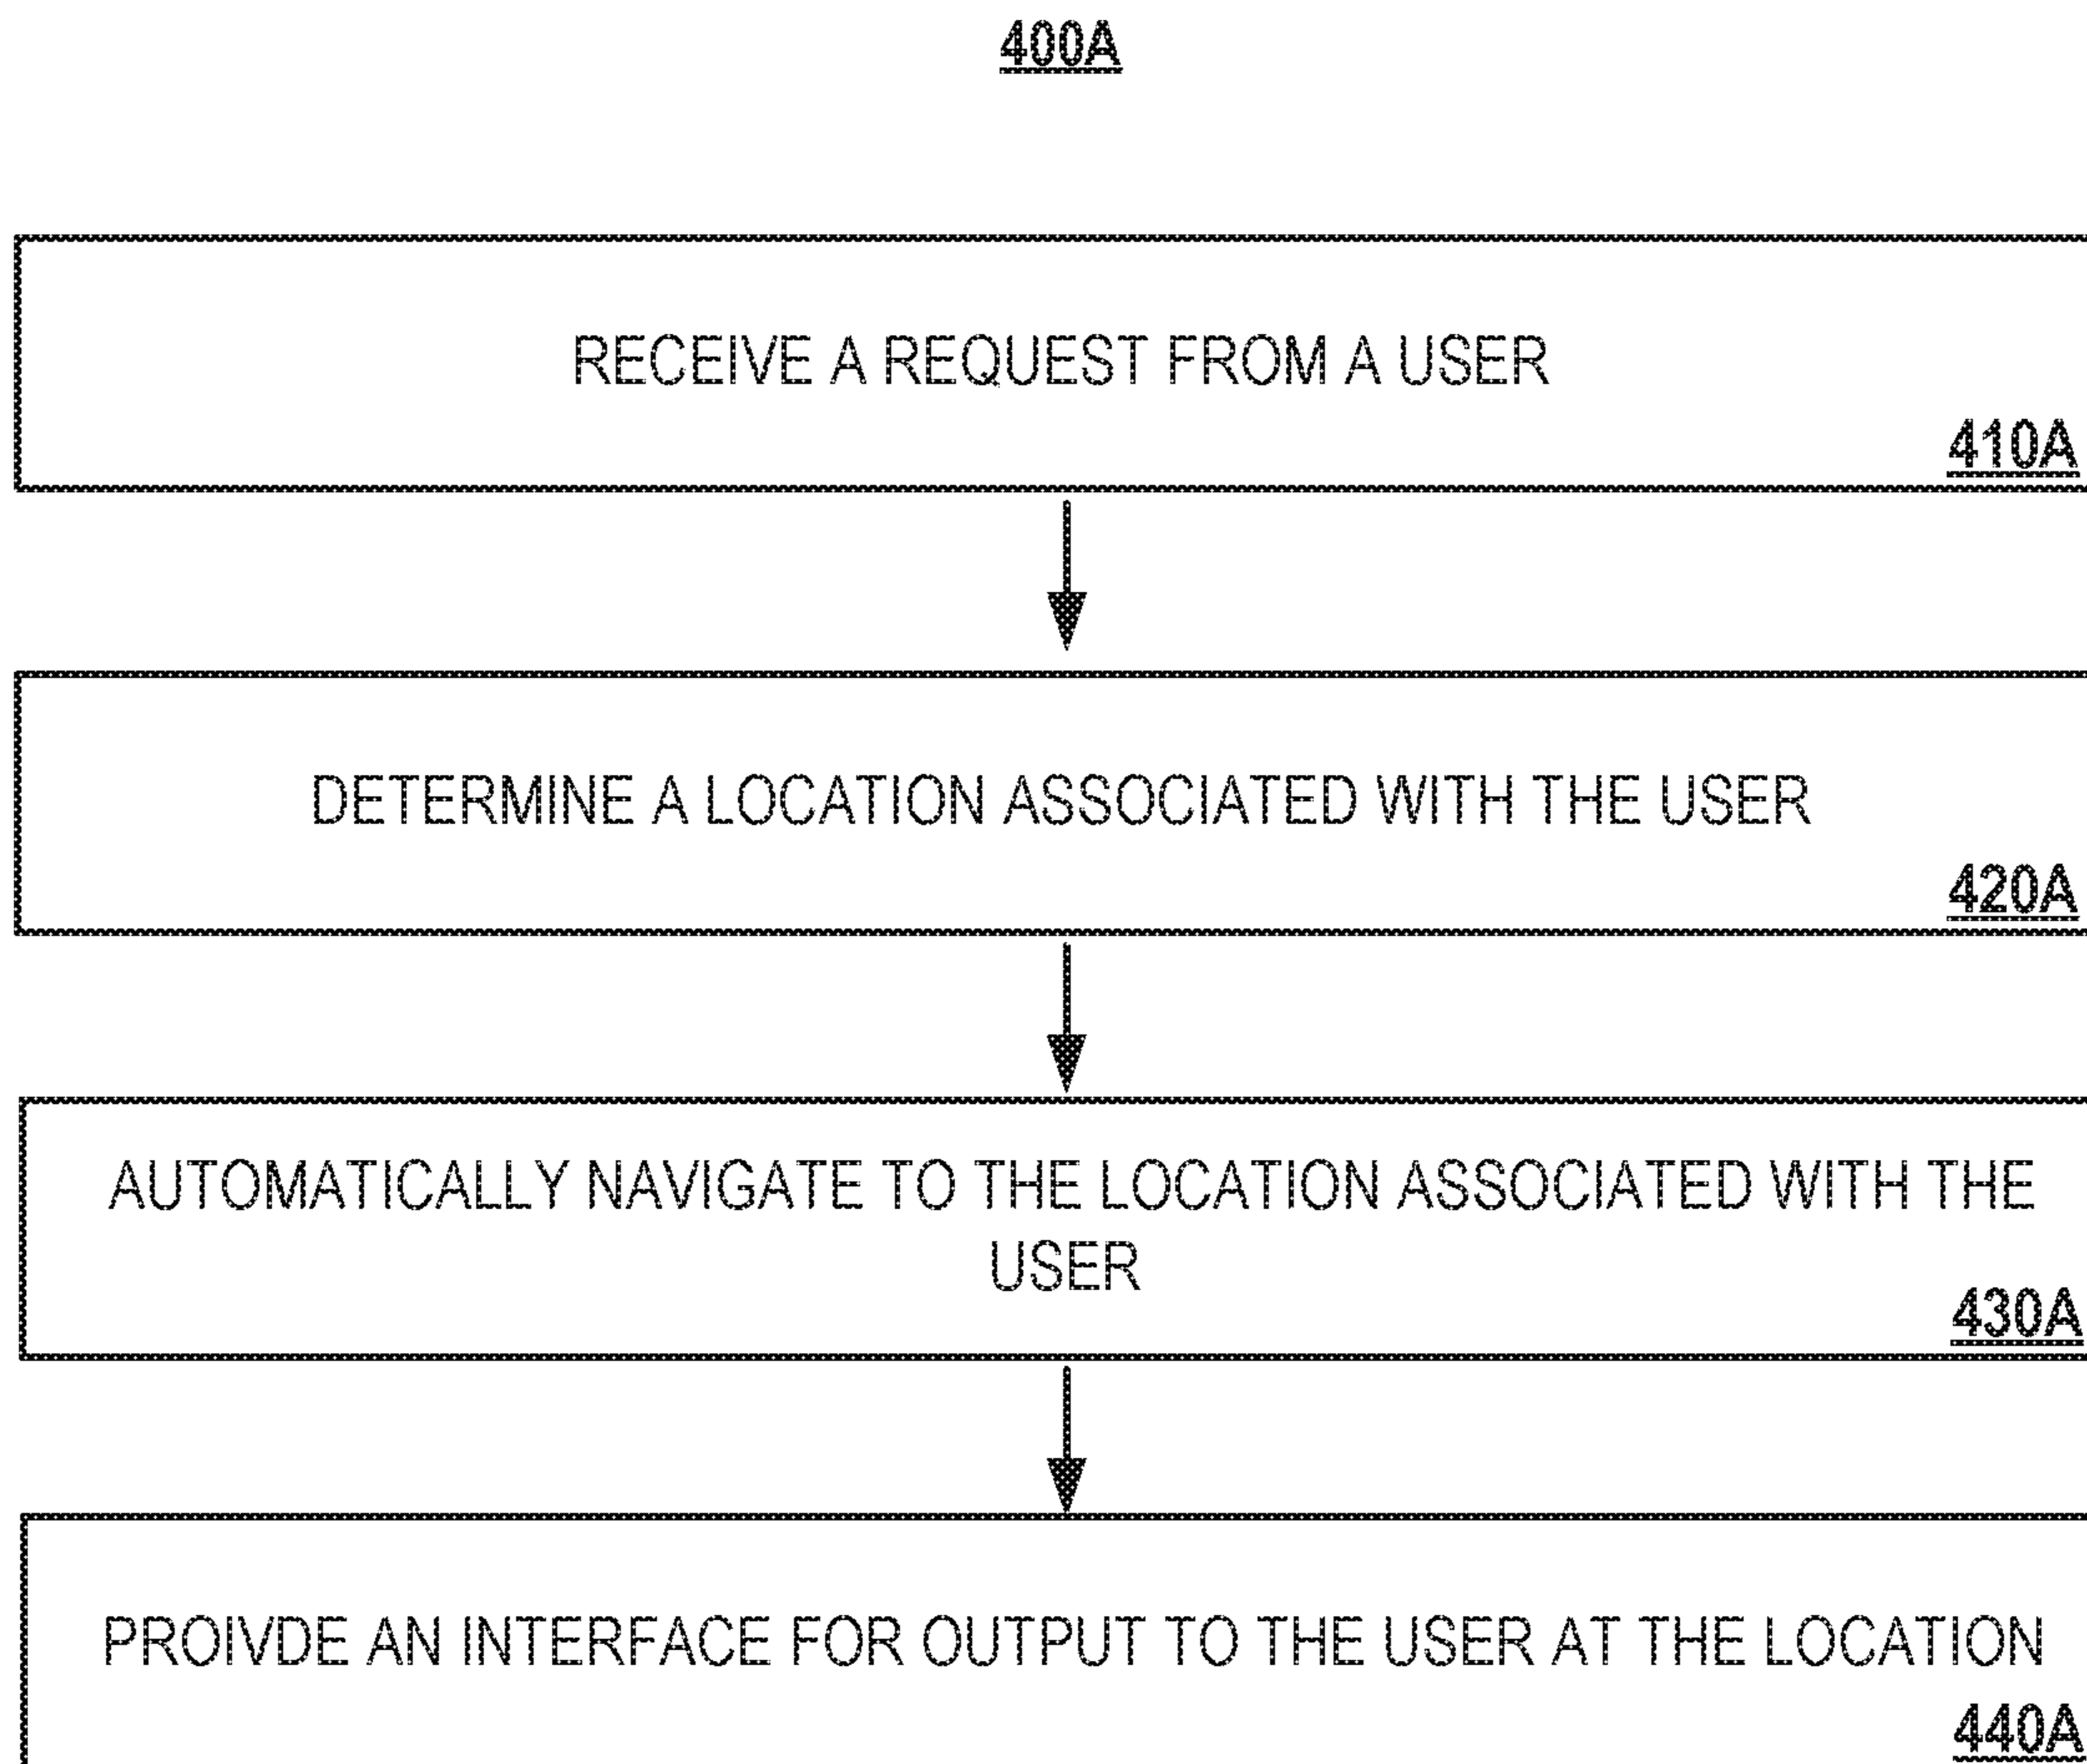 400A
RECEIVE A REQUEST FROM A USER
410A
DETERMINE A LOCATION ASSOCIATED WITH THE USER
420A
AUTOMATICALLY NAVIGATE TO THE LOCATION ASSOCIATED WITH THE
USER
430A
PROIVDE AN INTERFACE FOR OUTPUT TO THE USER AT THE LOCATION
440A